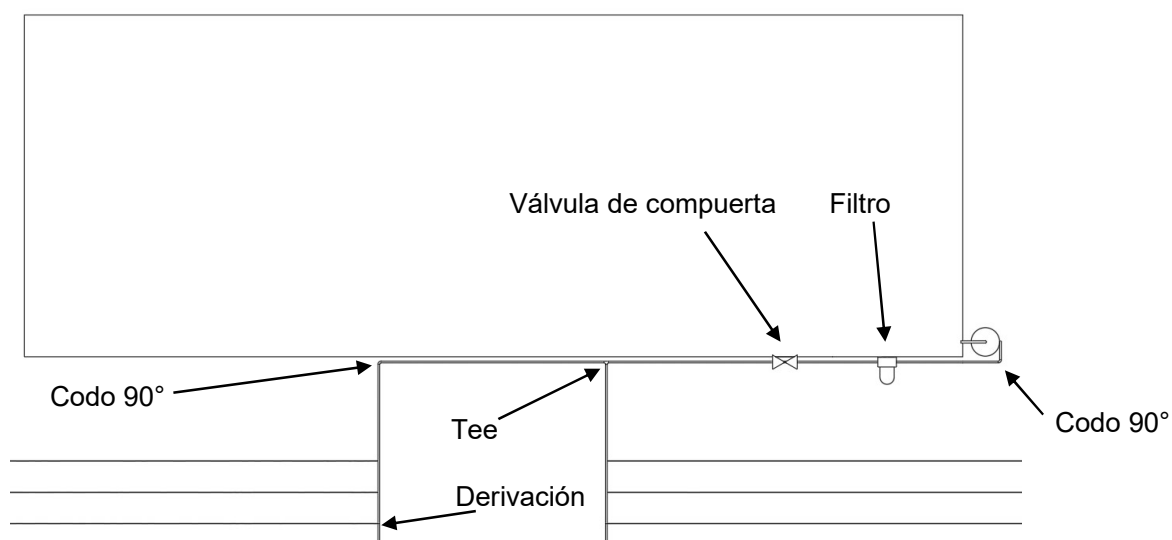 Válvula de compuerta
Filtro
Codo 90°
Tee
Codo 90°
Derivación